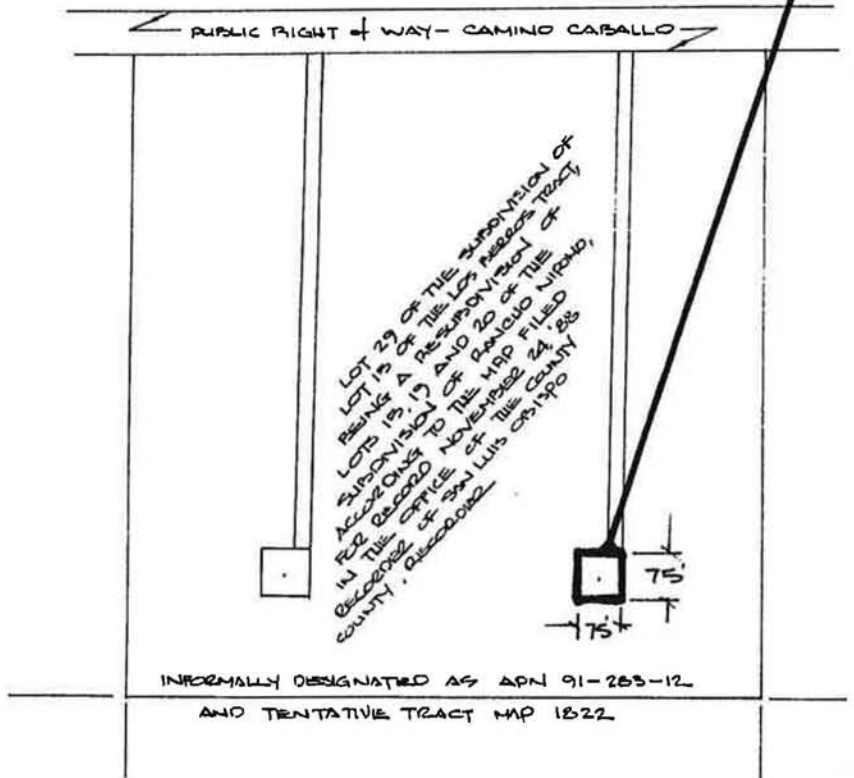 PUBLIC RIGHT of WAY - CAMINO CABALLO
LOT 29 OF THE SUBDIVISION OF
LOT 18 OF THE LOS BERROS TRACT,
BEING A RESUBDIVISION OF
LOTS 18, 19 AND 20 OF THE
SUBDIVISION OF RANCHO NIPOMO,
ACCORDING TO THE MAP FILED
FOR RECORD NOVEMBER 24, '88
IN THE OFFICE OF THE COUNTY
RECORDER OF SAN LUIS OBISPO
COUNTY, RECORDER
75'
75'
INFORMALLY DESIGNATED AS APN 91-283-12
AND TENTATIVE TRACT MAP 1822